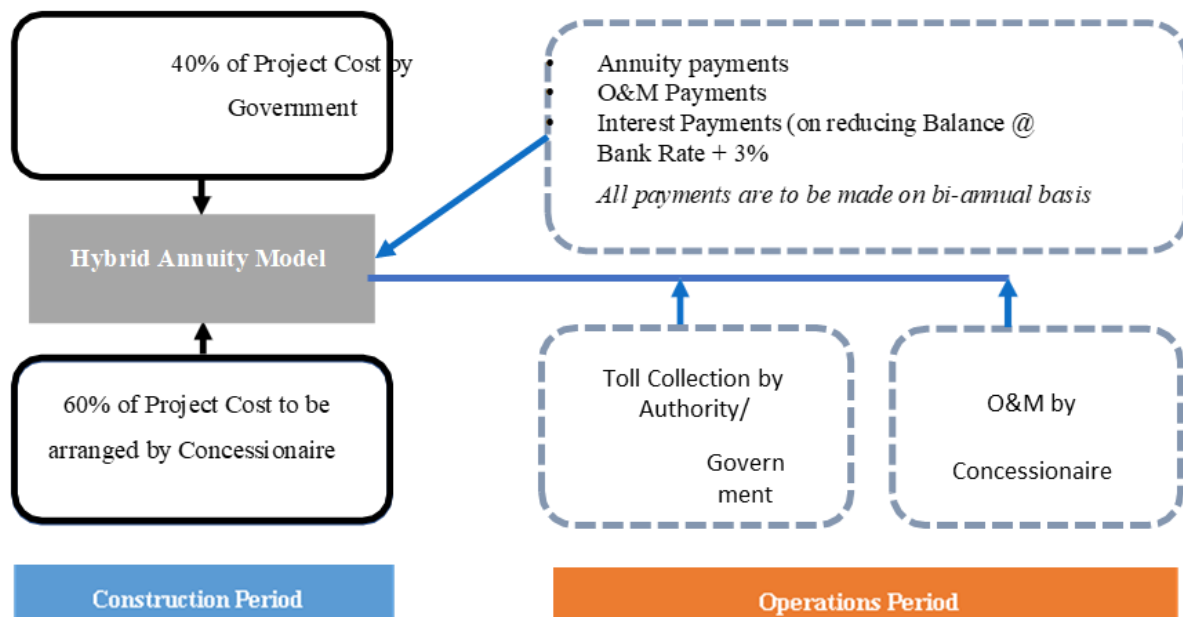 40% of Project Cost by
Government
• Annuity payments
• O&M Payments
• Interest Payments (on reducing Balance @
Bank Rate + 3%
All payments are to be made on bi-annual basis
Hybrid Annuity Model
60% of Project Cost to be
arranged by Concessionaire
Toll Collection by
Authority/
Govern
ment
O&M by
Concessionaire
Construction Period
Operations Period